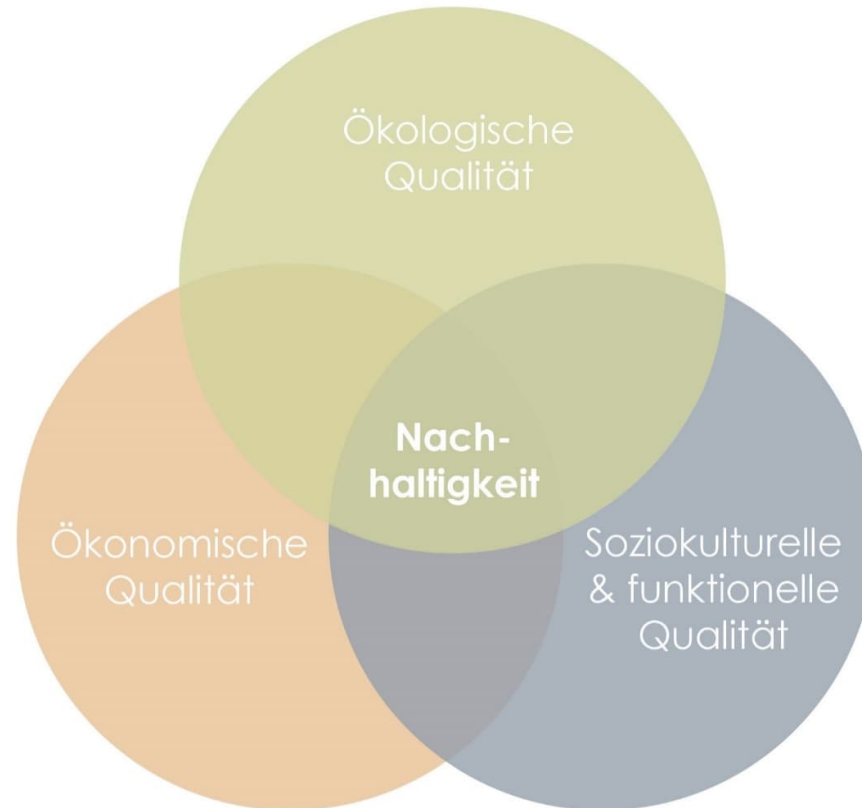 Ökologische
Qualität
Nach-
haltigkeit
Ökonomische
Qualität
Soziokulturelle
& funktionelle
Qualität